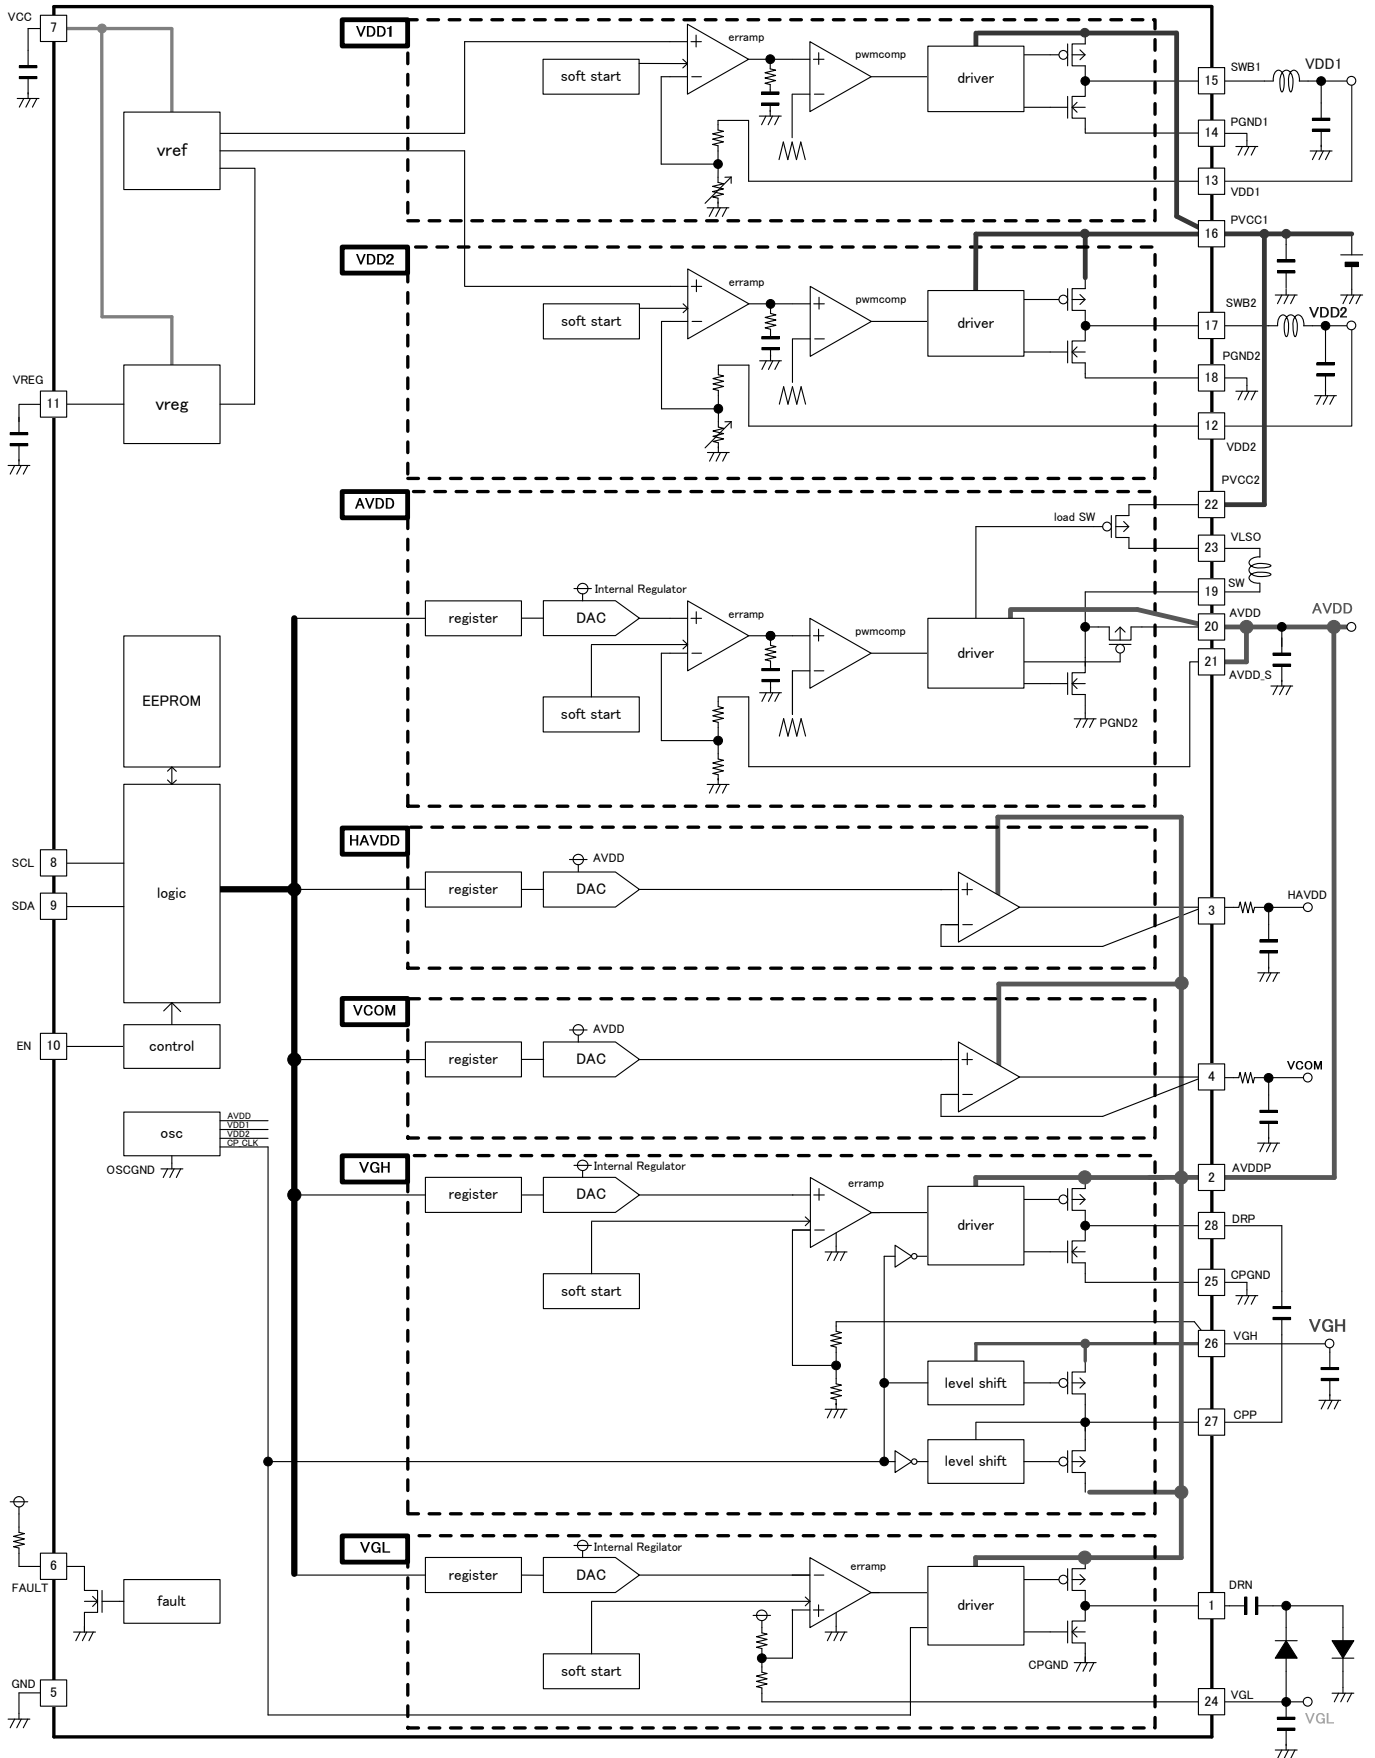 VCC
7
VDD1
erramp
pwmcomp
soft start
driver
+
−
+
−
15
SWB1
VDD1
14
PGND1
13
VDD1
vref
PVCC1
16
VDD2
erramp
pwmcomp
soft start
driver
+
−
+
−
SWB2
VDD2
17
PGND2
18
12
VDD2
VREG
11
vreg
PVCC2
22
AVDD
load SW
23
VLSO
19
SW
Internal Regulator
register
DAC
erramp
pwmcomp
driver
+
−
+
−
AVDD
20
AVDD
21
AVDD_S
soft start
PGND2
EEPROM
HAVDD
AVDD
SCL
8
SDA
9
logic
register
DAC
+
−
3
HAVDD
VCOM
AVDD
EN
10
control
register
DAC
+
−
4
VCOM
osc
AVDD
VDD1
VDD2
CP_CLK
OSCGND
VGH
Internal Regulator
register
DAC
erramp
+
−
driver
2
AVDDP
28
DRP
soft start
25
CPGND
VGH
26
VGH
level shift
27
CPP
level shift
VGL
Internal Regilator
6
FAULT
fault
register
DAC
erramp
−
+
driver
DRN
1
soft start
CPGND
GND
5
24
VGL
VGL